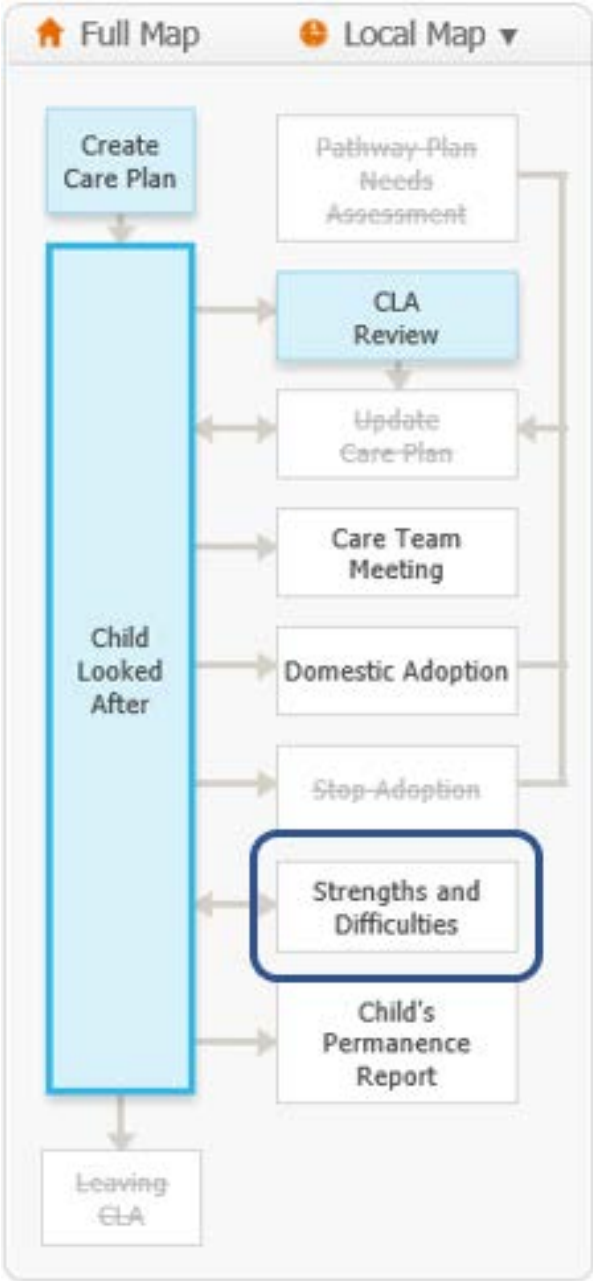 Full Map
Local Map ▼
Create
Care Plan
Pathway Plan
Needs
Assessment
CLA
Review
Update
Care Plan
Care Team
Meeting
Child
Looked
After
Domestic Adoption
Stop Adoption
Strengths and
Difficulties
Child's
Permanence
Report
Leaving
CLA